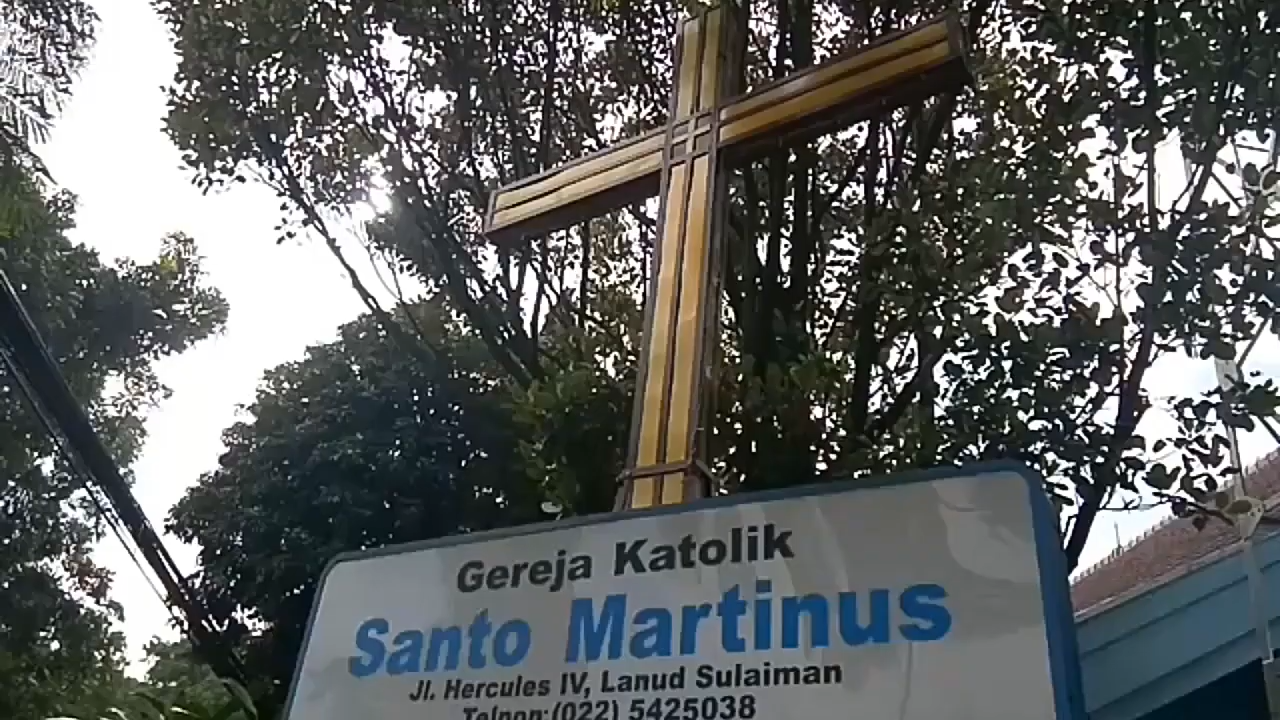 Gereja Katolik
Santo Martinus
Jl. Hercules IV, Lanud Sulaiman
Telpon:(022) 5425038